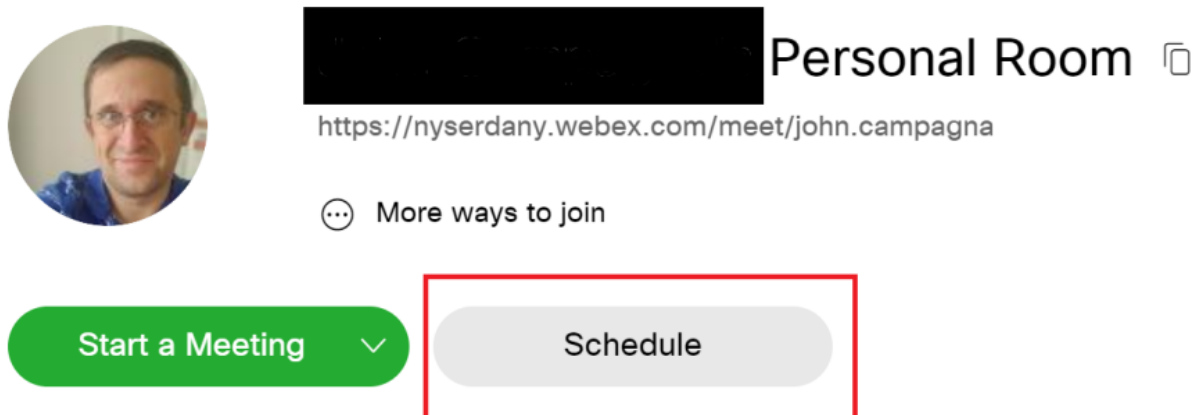 Personal Room
https://nyserdany.webex.com/meet/john.campagna
More ways to join
Start a Meeting
Schedule